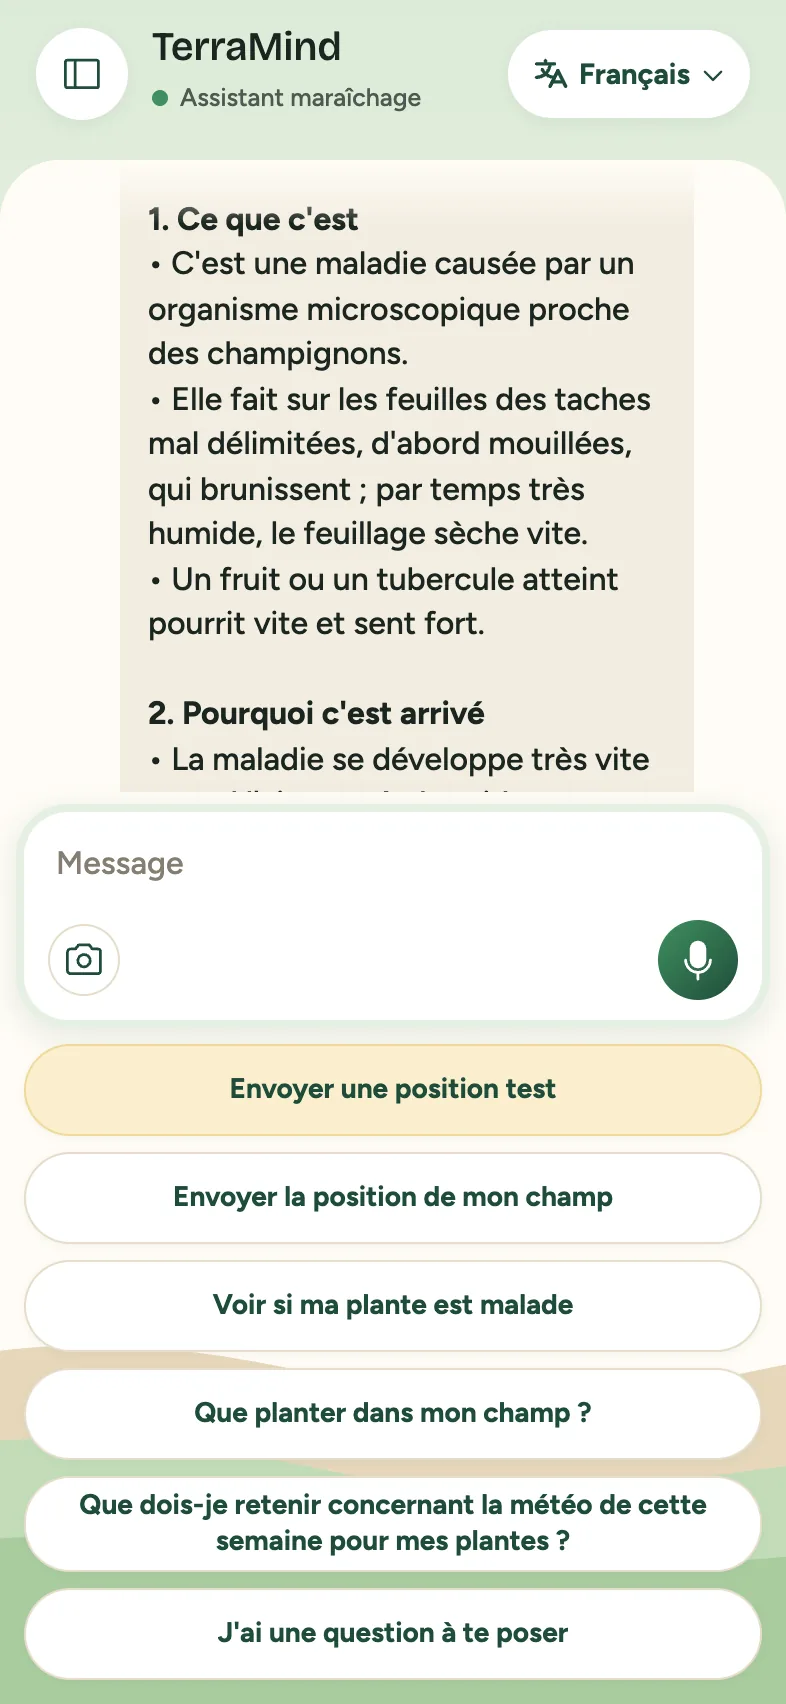 TerraMind
Assistant maraîchage
Français
1. Ce que c'est
• C'est une maladie causée par un
organisme microscopique proche
des champignons.
• Elle fait sur les feuilles des taches
mal délimitées, d'abord mouillées,
qui brunissent ; par temps très
humide, le feuillage sèche vite.
• Un fruit ou un tubercule atteint
pourrit vite et sent fort.
2. Pourquoi c'est arrivé
• La maladie se développe très vite
Message
Envoyer une position test
Envoyer la position de mon champ
Voir si ma plante est malade
Que planter dans mon champ ?
Que dois-je retenir concernant la météo de cette
semaine pour mes plantes ?
J'ai une question à te poser